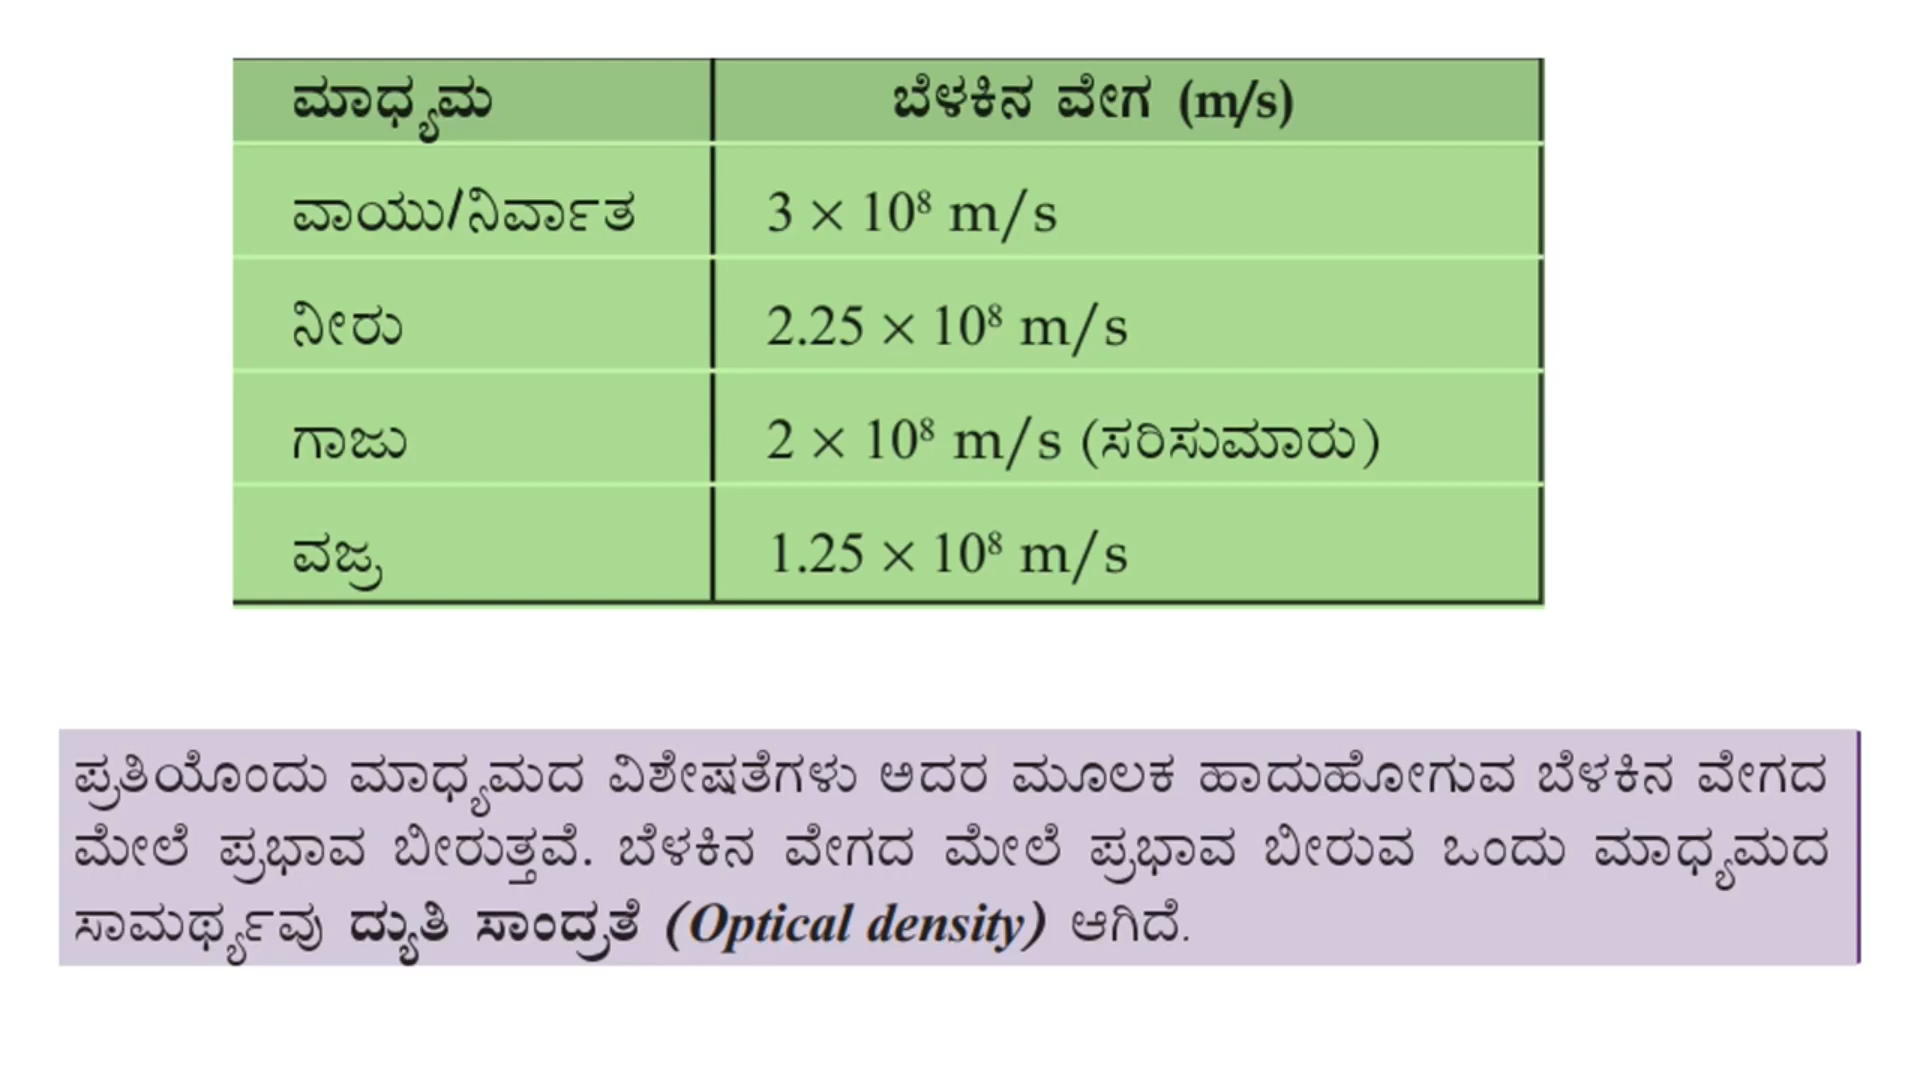 ಮಾಧ್ಯಮ ಬೆಳಕಿನ ವೇಗ (m/s)
ವಾಯು/ನಿರ್ವಾತ 3 × 10⁸ m/s
ನೀರು 2.25 × 10⁸ m/s
ಗಾಜು 2 × 10⁸ m/s (ಸರಿಸುಮಾರು)
ವಜ್ರ 1.25 × 10⁸ m/s
ಪ್ರತಿಯೊಂದು ಮಾಧ್ಯಮದ ವಿಶೇಷತೆಗಳು ಅದರ ಮೂಲಕ ಹಾದುಹೋಗುವ ಬೆಳಕಿನ ವೇಗದ
ಮೇಲೆ ಪ್ರಭಾವ ಬೀರುತ್ತವೆ. ಬೆಳಕಿನ ವೇಗದ ಮೇಲೆ ಪ್ರಭಾವ ಬೀರುವ ಒಂದು ಮಾಧ್ಯಮದ
ಸಾಮರ್ಥ್ಯವು ದ್ಯುತಿ ಸಾಂದ್ರತೆ (Optical density) ಆಗಿದೆ.